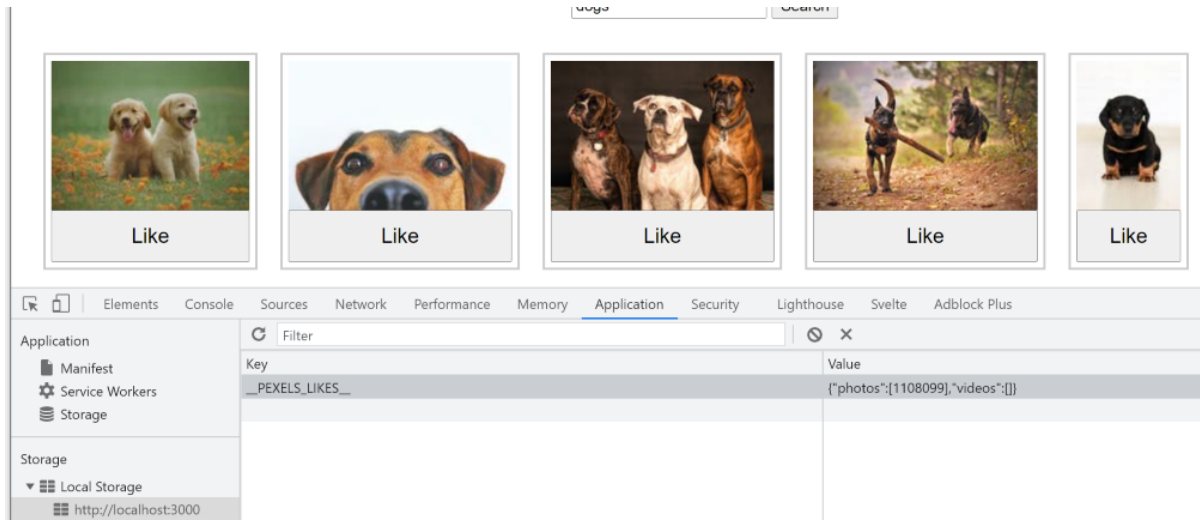 dogs Search
Like Like Like Like Like
Elements Console Sources Network Performance Memory Application Security Lighthouse Svelte Adblock Plus
Application
Filter
Manifest
Service Workers
Storage
Key Value
__PEXELS_LIKES__ {"photos":[1108099],"videos":[]}
Storage
Local Storage
http://localhost:3000